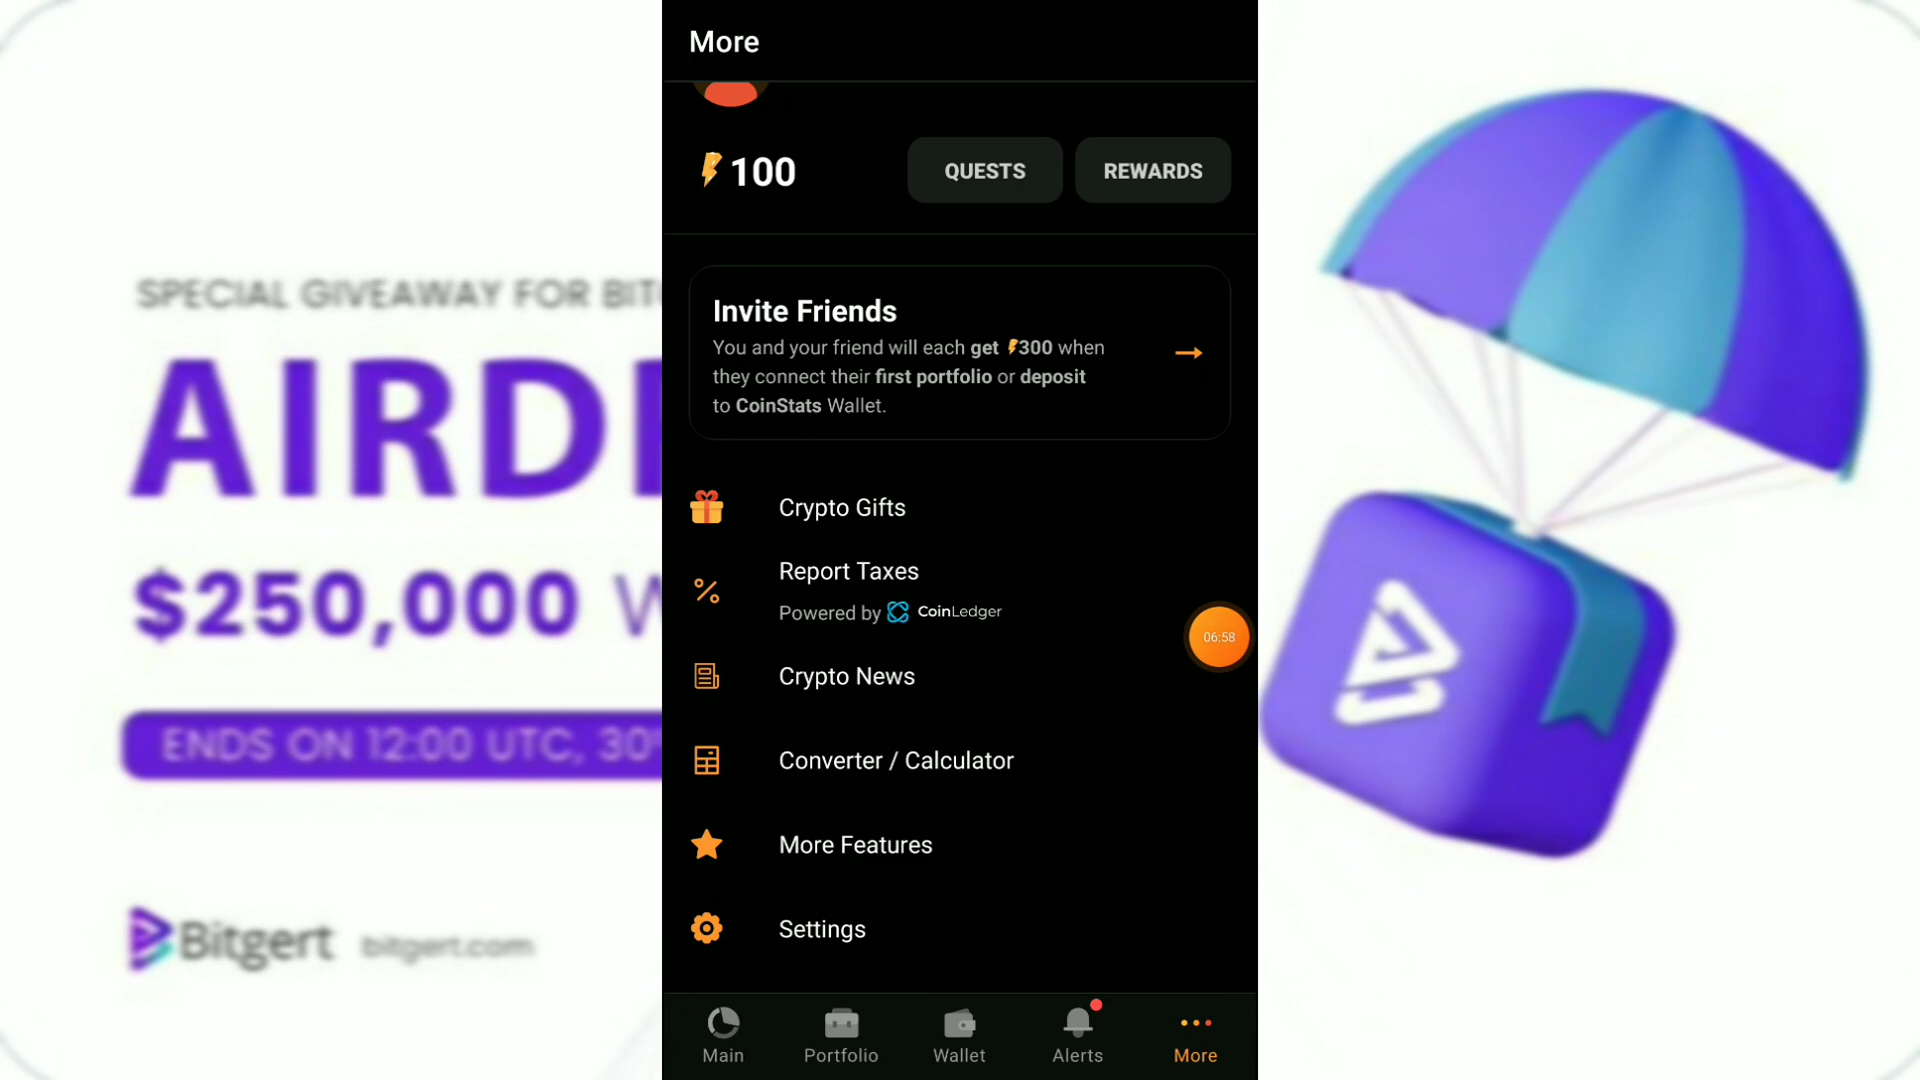 More
100
QUESTS
REWARDS
Invite Friends
You and your friend will each get 300 when
they connect their first portfolio or deposit
to CoinStats Wallet.
Crypto Gifts
Report Taxes
Powered by CoinLedger
Crypto News
Converter / Calculator
More Features
Settings
06:58
Main
Portfolio
Wallet
Alerts
More
SPECIAL GIVEAWAY FOR
$250,000
ENDS ON 12:00 UTC,
Bitgert
bitgert.com